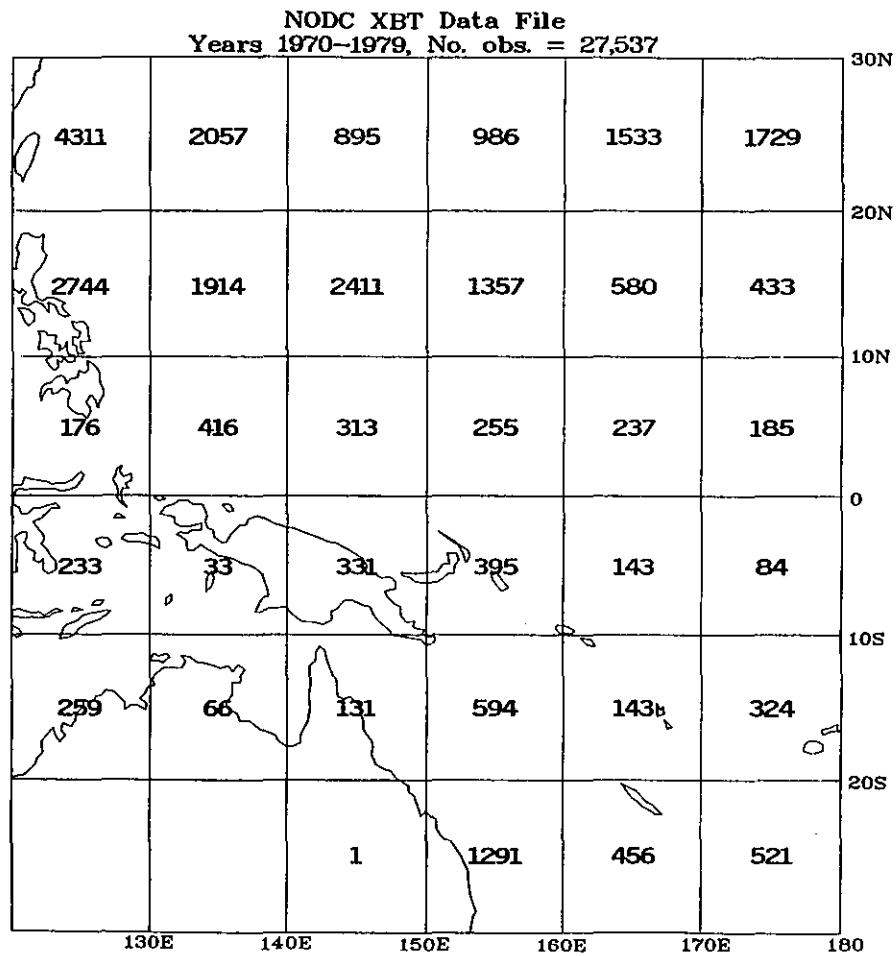 NODC XBT Data File
Years 1970-1979, No. obs. = 27,537
30N
4311 2057 895 986 1533 1729
20N
2744 1914 2411 1357 580 433
10N
176 416 313 255 237 185
0
233 33 331 395 143 84
10S
259 66 131 594 143 324
20S
1 1291 456 521
130E 140E 150E 160E 170E 180